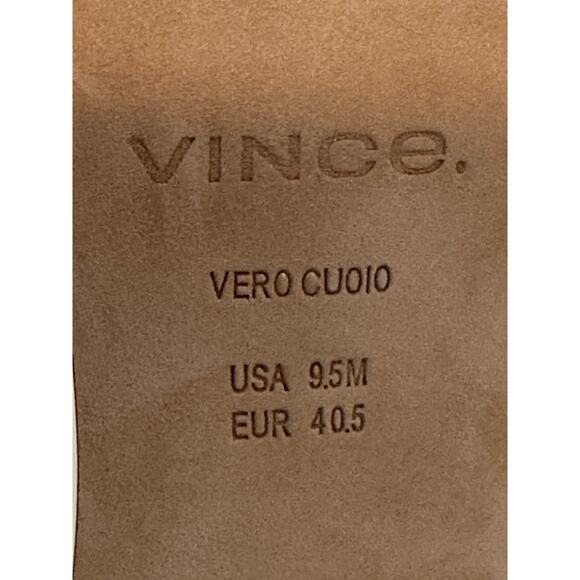 VINCe.
VERO CUOIO
USA 9.5M
EUR 40.5